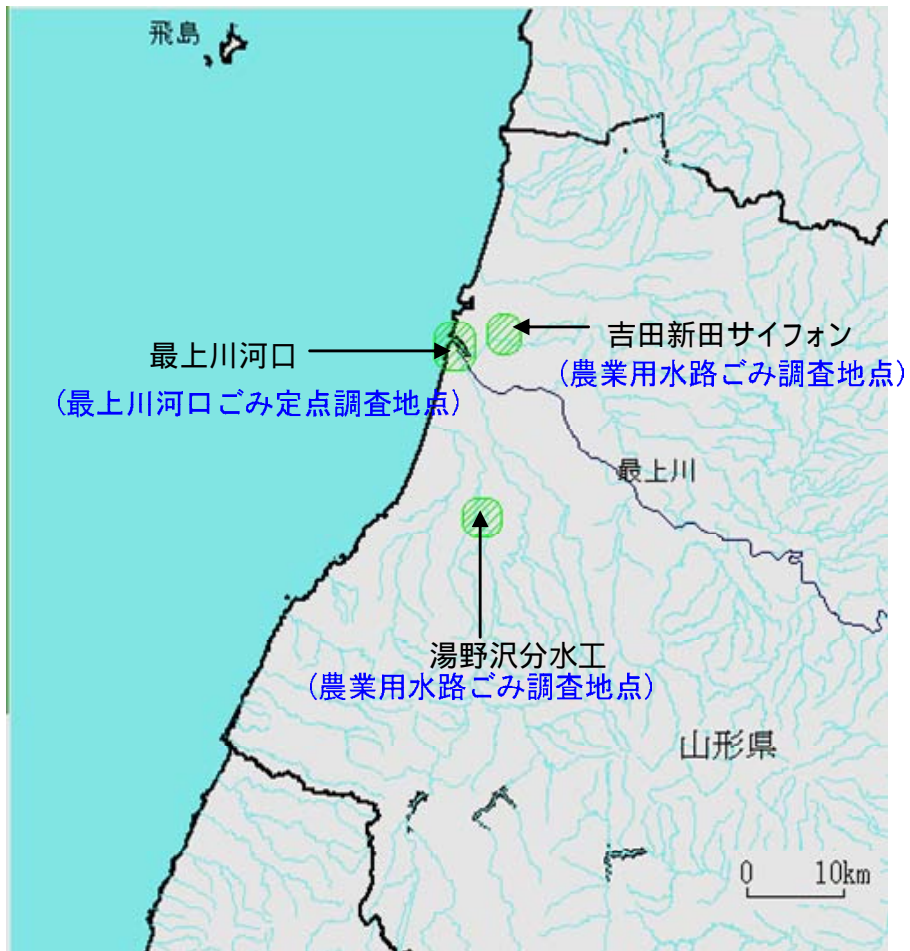 飛島
吉田新田サイフォン
(農業用水路ごみ調査地点)
最上川河口
(最上川河口ごみ定点調査地点)
最上川
湯野沢分水工
(農業用水路ごみ調査地点)
山形県
0 10km